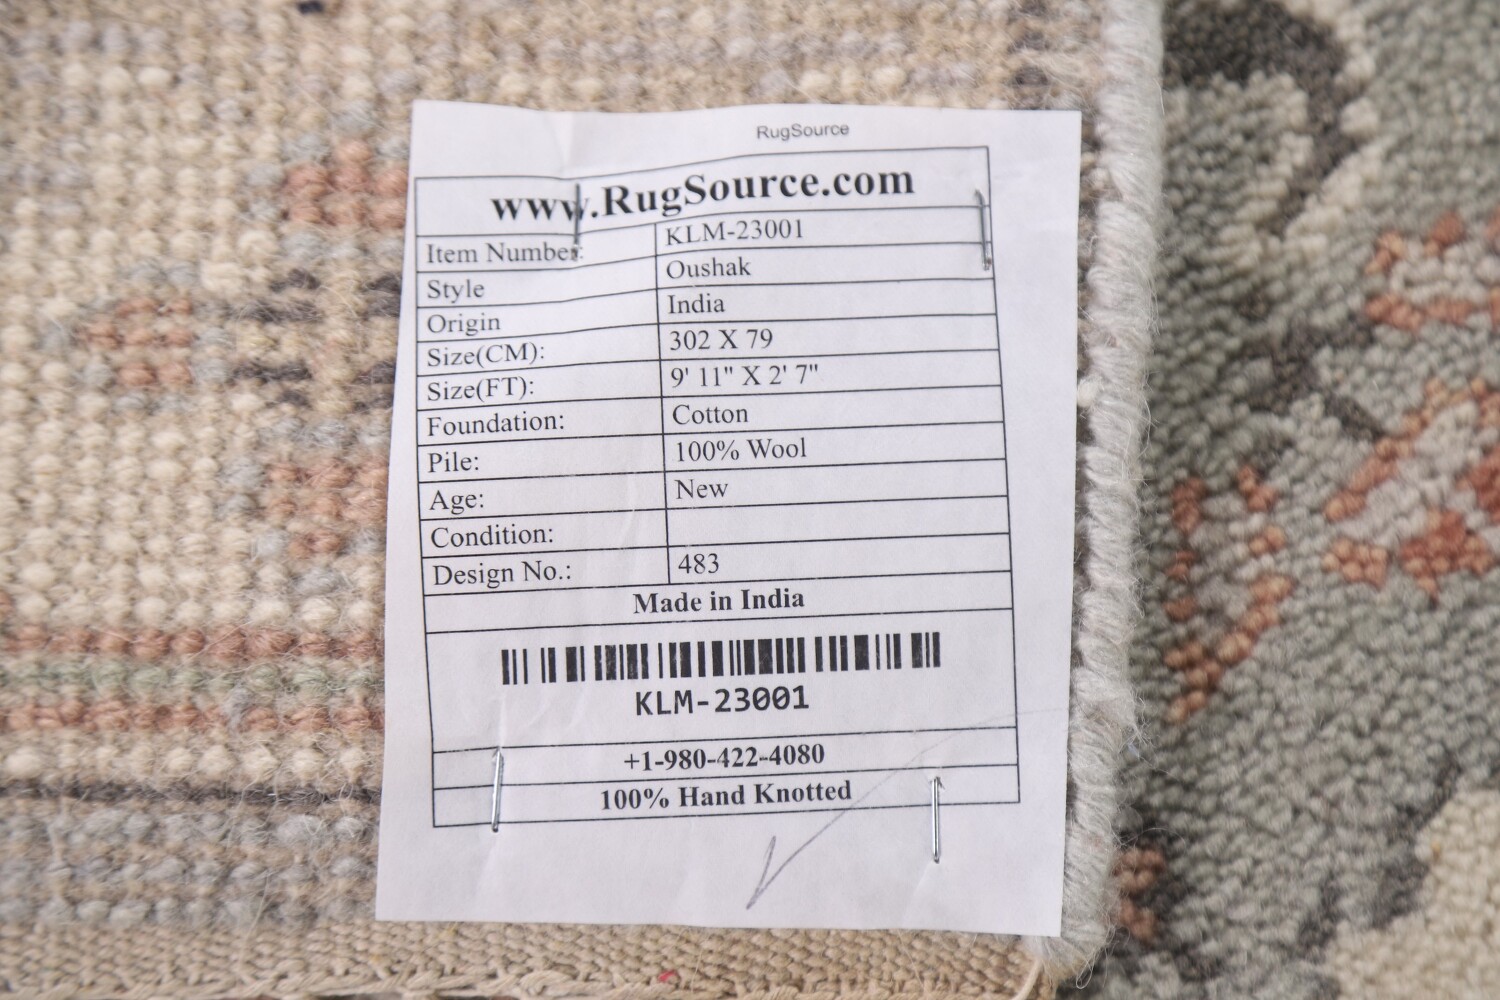 RugSource
www.RugSource.com
Item Number: KLM-23001
Style Oushak
Origin India
Size(CM): 302 X 79
Size(FT): 9' 11" X 2' 7"
Foundation: Cotton
Pile: 100% Wool
Age: New
Condition:
Design No.: 483
Made in India
KLM-23001
+1-980-422-4080
100% Hand Knotted